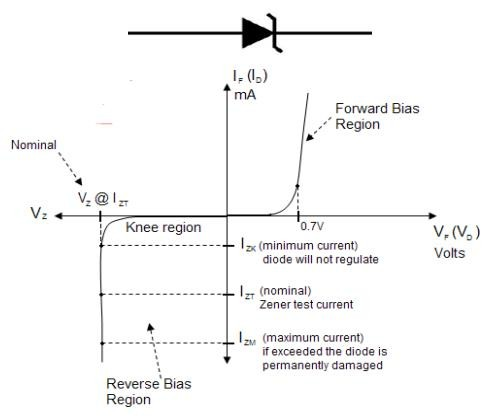 I_F (I_D)
mA
Forward Bias
Region
Nominal
V_Z @ I_ZT
V_Z
Knee region
0.7V
V_F (V_D)
Volts
I_ZK (minimum current)
diode will not regulate
I_ZT (nominal)
Zener test current
I_ZM (maximum current)
if exceeded the diode is
permanently damaged
Reverse Bias
Region